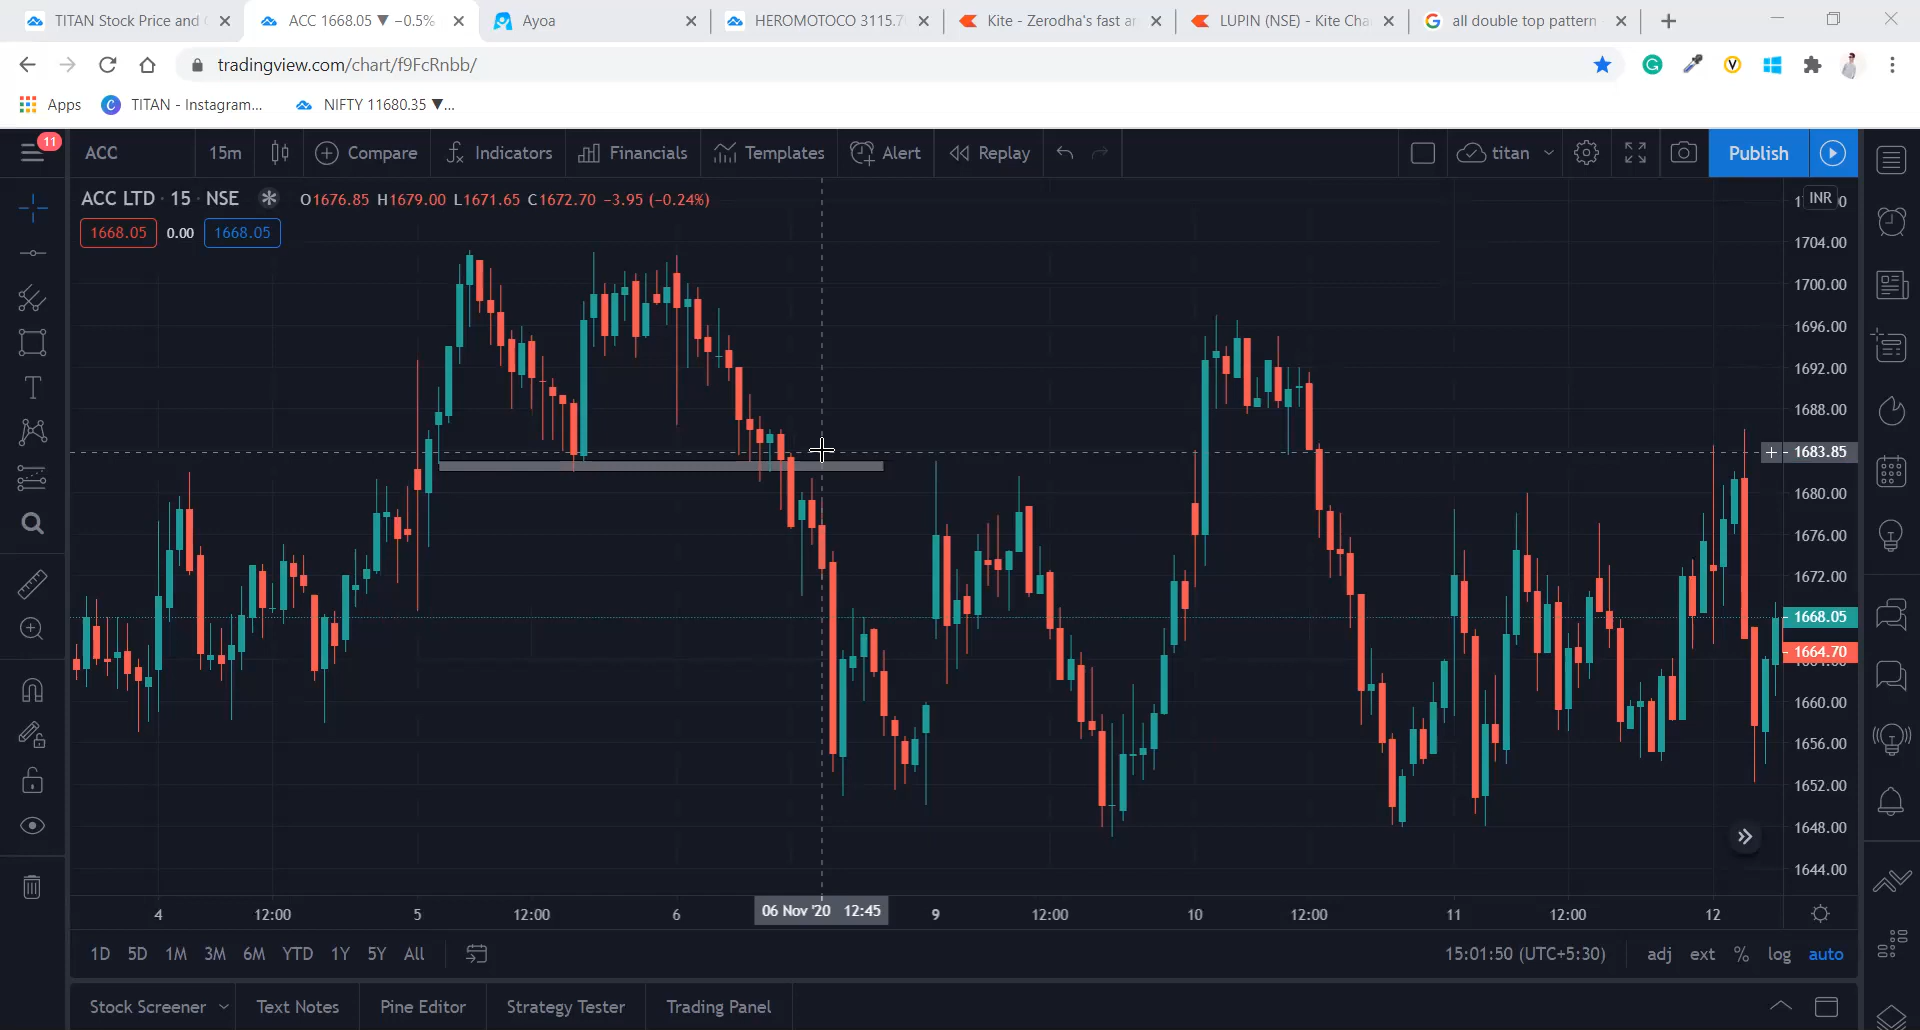 TITAN Stock Price and
ACC 1668.05 ▼ −0.5%
Ayoa
HEROMOTOCO 3115.7
Kite - Zerodha's fast an
LUPIN (NSE) - Kite Cha
all double top pattern
tradingview.com/chart/f9FcRnbb/
Apps
TITAN - Instagram...
NIFTY 11680.35 ▼...
11
ACC
15m
Compare
Indicators
Financials
Templates
Alert
Replay
titan
Publish
ACC LTD · 15 · NSE
O1676.85 H1679.00 L1671.65 C1672.70 −3.95 (−0.24%)
1668.05
0.00
1668.05
INR
1704.00
1700.00
1696.00
1692.00
1688.00
1683.85
1680.00
1676.00
1672.00
1668.05
1664.70
1660.00
1656.00
1652.00
1648.00
1644.00
4
12:00
5
12:00
6
06 Nov '20 12:45
9
12:00
10
12:00
11
12:00
12
1D 5D 1M 3M 6M YTD 1Y 5Y All
15:01:50 (UTC+5:30)
adj ext % log auto
Stock Screener
Text Notes
Pine Editor
Strategy Tester
Trading Panel